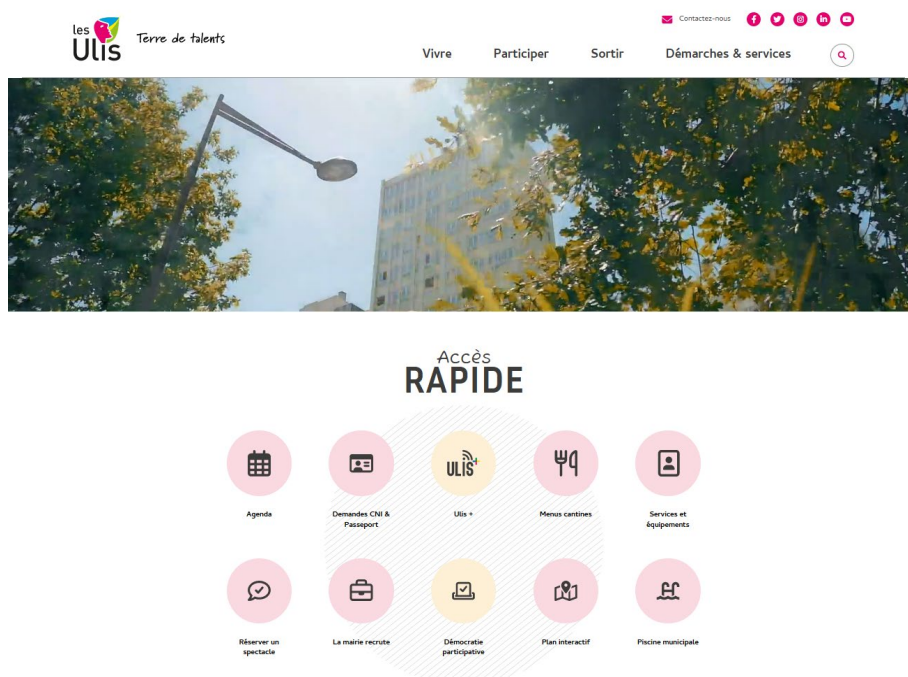 les
Ulis
Terre de talents
Contactez-nous
Vivre
Participer
Sortir
Démarches & services
Accès
RAPIDE
ULIS
Agenda
Demandes CNI &
Passeport
Ulis +
Menus cantines
Services et
équipements
Réserver un
spectacle
La mairie recrute
Démocratie
participative
Plan interactif
Piscine municipale